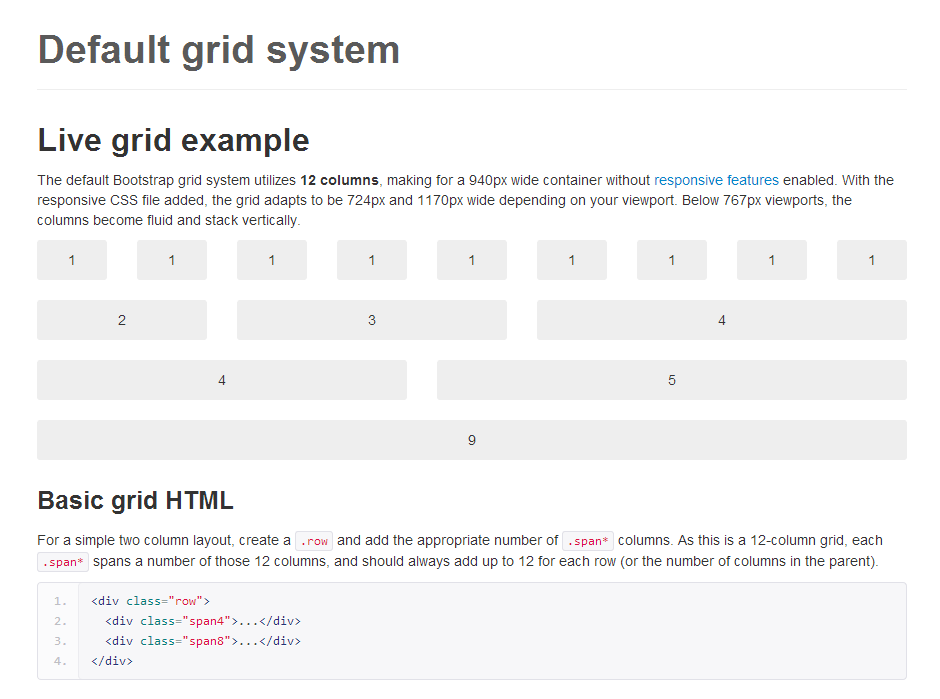 Default grid system
Live grid example
The default Bootstrap grid system utilizes 12 columns, making for a 940px wide container without responsive features enabled. With the
responsive CSS file added, the grid adapts to be 724px and 1170px wide depending on your viewport. Below 767px viewports, the
columns become fluid and stack vertically.
1 1 1 1 1 1 1 1 1
2 3 4
4 5
9
Basic grid HTML
For a simple two column layout, create a .row and add the appropriate number of .span* columns. As this is a 12-column grid, each
.span* spans a number of those 12 columns, and should always add up to 12 for each row (or the number of columns in the parent).
1. <div class="row">
2.   <div class="span4">...</div>
3.   <div class="span8">...</div>
4. </div>